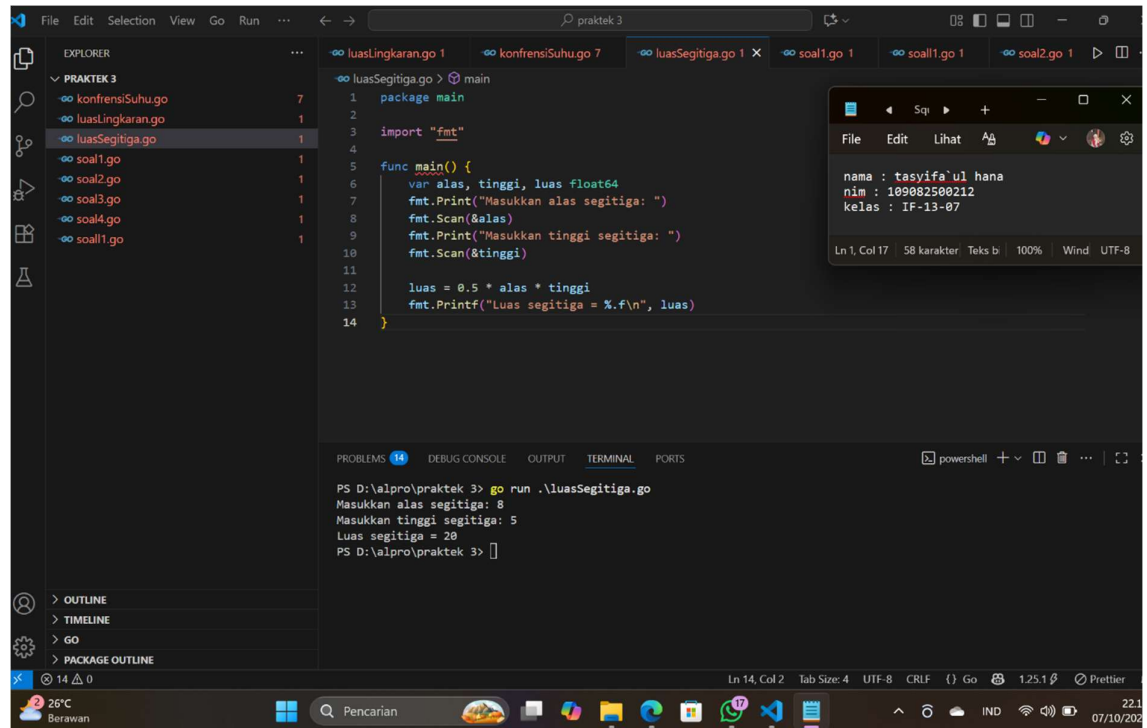 File Edit Selection View Go Run ··· praktek 3
EXPLORER ···
PRAKTEK 3
konfrensiSuhu.go 7
luasLingkaran.go 1
luasSegitiga.go 1
soal1.go 1
soal2.go 1
soal3.go 1
soal4.go 1
soall1.go 1
OUTLINE
TIMELINE
GO
PACKAGE OUTLINE
luasLingkaran.go 1 konfrensiSuhu.go 7 luasSegitiga.go 1 soal1.go 1 soall1.go 1 soal2.go 1
luasSegitiga.go > main
1 package main
2
3 import "fmt"
4
5 func main() {
6 var alas, tinggi, luas float64
7 fmt.Print("Masukkan alas segitiga: ")
8 fmt.Scan(&alas)
9 fmt.Print("Masukkan tinggi segitiga: ")
10 fmt.Scan(&tinggi)
11
12 luas = 0.5 * alas * tinggi
13 fmt.Printf("Luas segitiga = %.f\n", luas)
14 }
File Edit Lihat
nama : tasyifa`ul hana
nim : 109082500212
kelas : IF-13-07
Ln 1, Col 17 58 karakter Teks bi 100% Wind UTF-8
PROBLEMS 14 DEBUG CONSOLE OUTPUT TERMINAL PORTS powershell
PS D:\alpro\praktek 3> go run .\luasSegitiga.go
Masukkan alas segitiga: 8
Masukkan tinggi segitiga: 5
Luas segitiga = 20
PS D:\alpro\praktek 3>
14 0 Ln 14, Col 2 Tab Size: 4 UTF-8 CRLF {} Go 1.25.1 Prettier
2 26°C
Berawan
Pencarian
17
IND
22.1
07/10/20